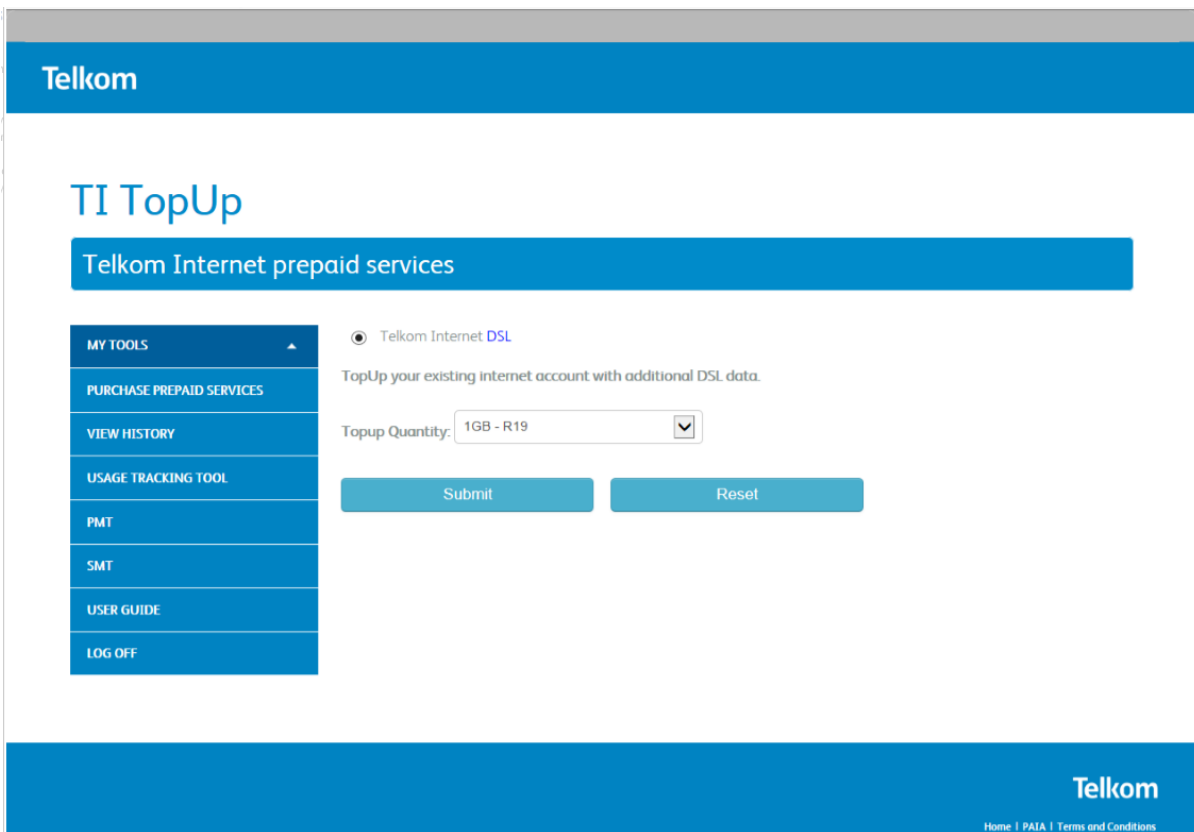 Telkom
TI TopUp
Telkom Internet prepaid services
MY TOOLS
PURCHASE PREPAID SERVICES
VIEW HISTORY
USAGE TRACKING TOOL
PMT
SMT
USER GUIDE
LOG OFF
Telkom Internet DSL
TopUp your existing internet account with additional DSL data.
Topup Quantity: 1GB - R19
Submit Reset
Telkom
Home | PAIA | Terms and Conditions